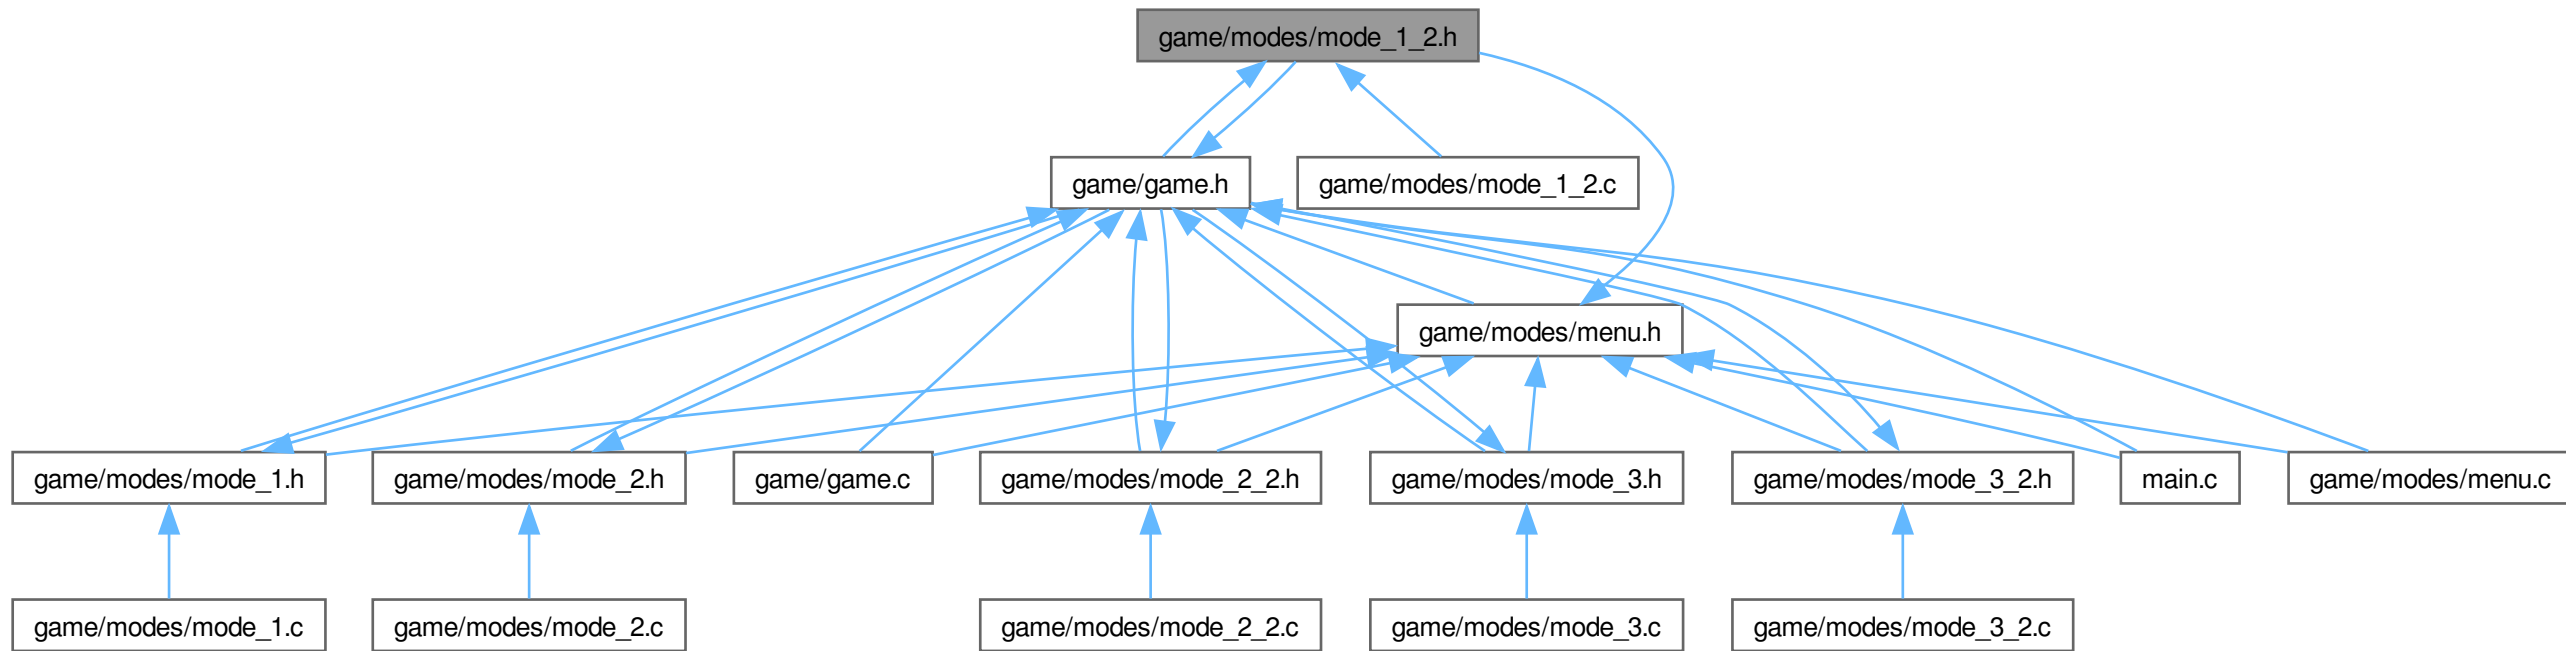 game/modes/mode_1_2.h
game/game.h
game/modes/mode_1_2.c
game/modes/menu.h
game/modes/mode_1.h
game/modes/mode_2.h
game/game.c
game/modes/mode_2_2.h
game/modes/mode_3.h
game/modes/mode_3_2.h
main.c
game/modes/menu.c
game/modes/mode_1.c
game/modes/mode_2.c
game/modes/mode_2_2.c
game/modes/mode_3.c
game/modes/mode_3_2.c